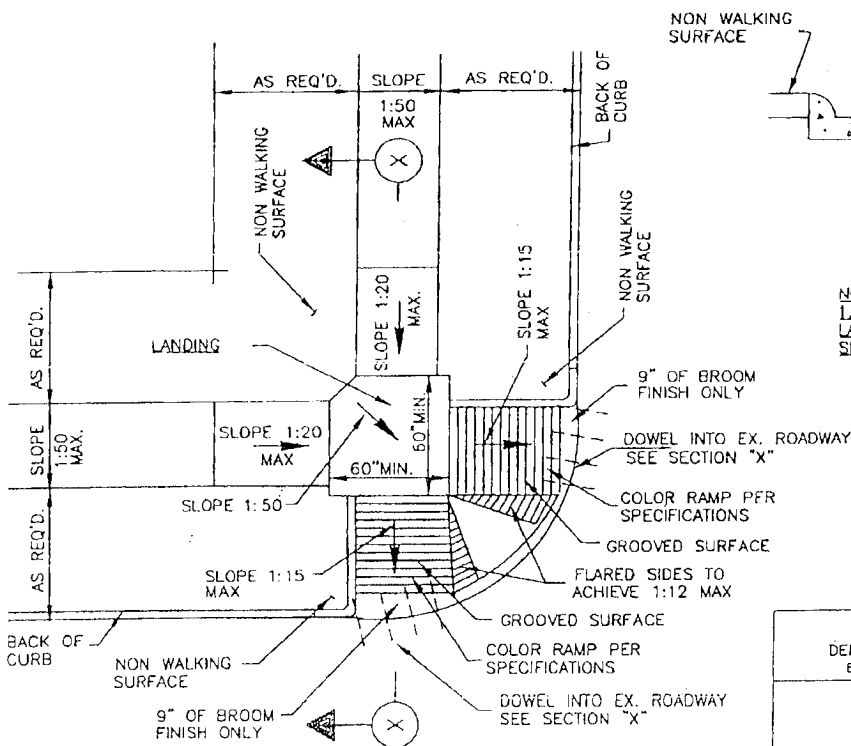 NON WALKING
SURFACE
AS REQ'D.
SLOPE
1:50
MAX
AS REQ'D.
BACK OF
CURB
X
NON WALKING
SURFACE
SLOPE 1:15
MAX
NON WALKING
SURFACE
AS REQ'D.
SLOPE 1:20
MAX.
LANDING
9" OF BROOM
FINISH ONLY
SLOPE
1:50
MAX.
SLOPE 1:20
MAX
60"MIN.
60"MIN.
DOWEL INTO EX. ROADWAY
SEE SECTION "X"
SLOPE 1:50
COLOR RAMP PER
SPECIFICATIONS
GROOVED SURFACE
AS REQ'D.
SLOPE 1:15
MAX
FLARED SIDES TO
ACHIEVE 1:12 MAX
GROOVED SURFACE
BACK OF
CURB
NON WALKING
SURFACE
COLOR RAMP PER
SPECIFICATIONS
9" OF BROOM
FINISH ONLY
X
DOWEL INTO EX. ROADWAY
SEE SECTION "X"